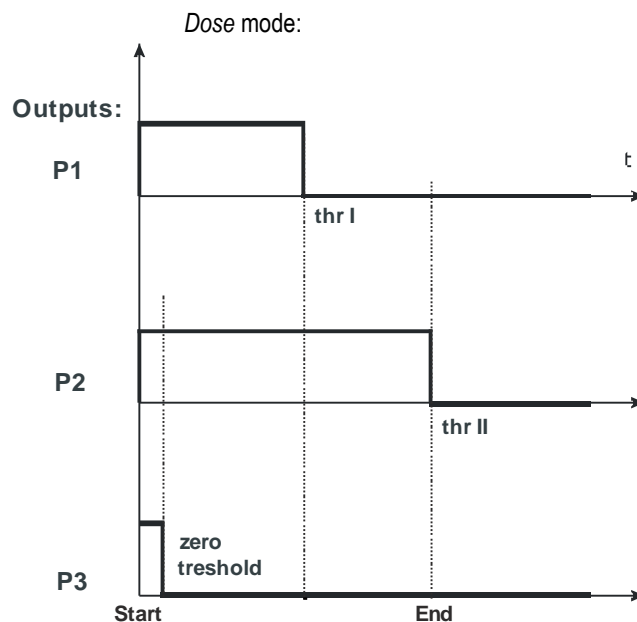 Dose mode:
Outputs:
P1
t
thr I
P2
thr II
zero
treshold
P3
Start
End